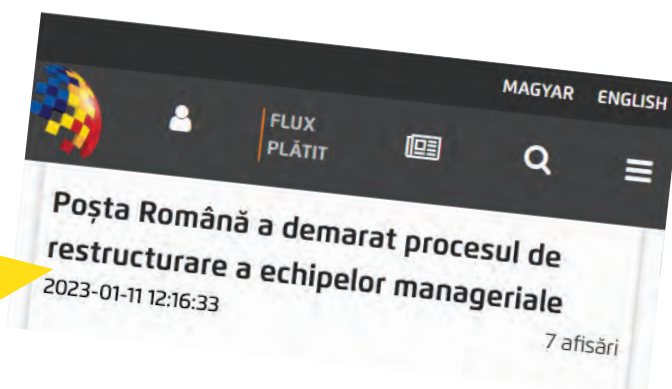 MAGYAR ENGLISH
FLUX
PLĂTIT
Poșta Română a demarat procesul de
restructurare a echipelor manageriale
2023-01-11 12:16:33
7 afisări